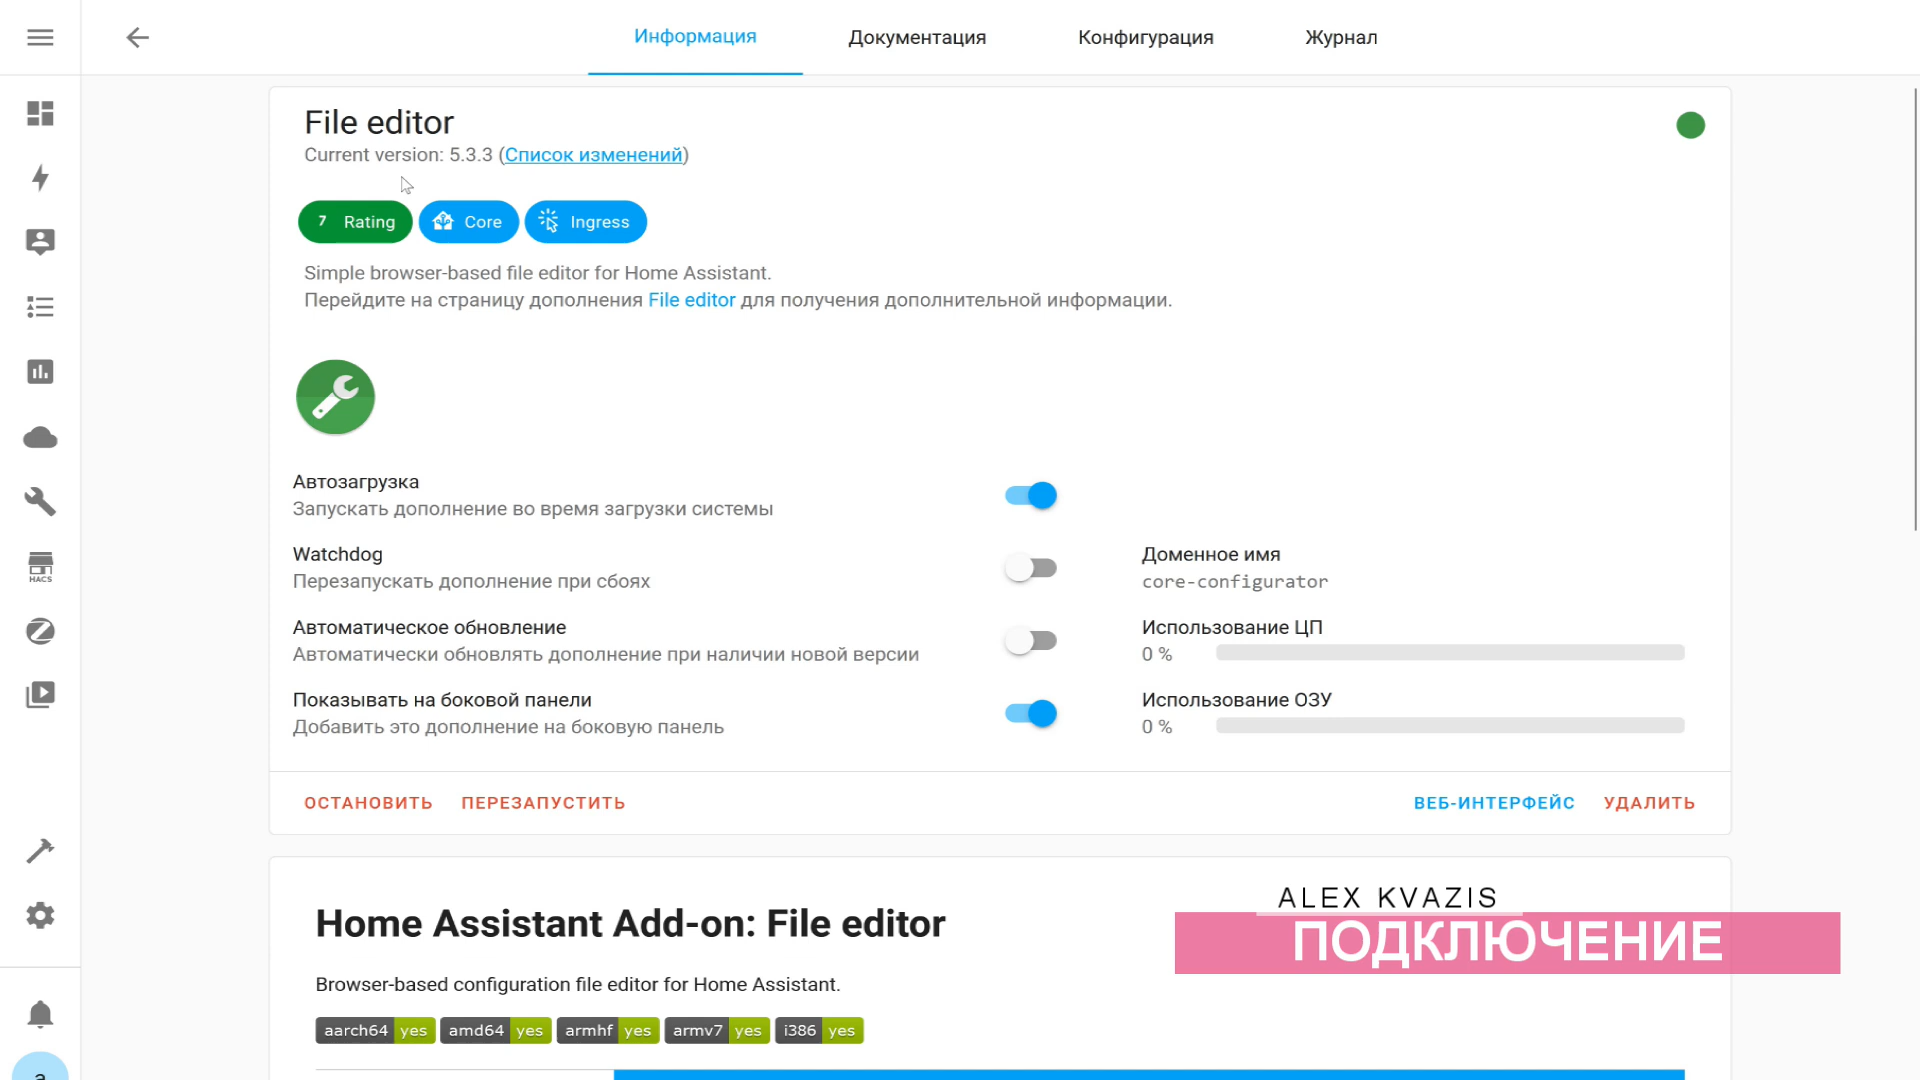 Информация
Документация
Конфигурация
Журнал
File editor
Current version: 5.3.3 (Список изменений)
7 Rating
Core
Ingress
Simple browser-based file editor for Home Assistant.
Перейдите на страницу дополнения File editor для получения дополнительной информации.
Автозагрузка
Запускать дополнение во время загрузки системы
Watchdog
Перезапускать дополнение при сбоях
Доменное имя
core-configurator
HACS
Автоматическое обновление
Автоматически обновлять дополнение при наличии новой версии
Использование ЦП
0 %
Показывать на боковой панели
Добавить это дополнение на боковую панель
Использование ОЗУ
0 %
ОСТАНОВИТЬ
ПЕРЕЗАПУСТИТЬ
ВЕБ-ИНТЕРФЕЙС
УДАЛИТЬ
ALEX KVAZIS
ПОДКЛЮЧЕНИЕ
Home Assistant Add-on: File editor
Browser-based configuration file editor for Home Assistant.
aarch64 yes
amd64 yes
armhf yes
armv7 yes
i386 yes
a